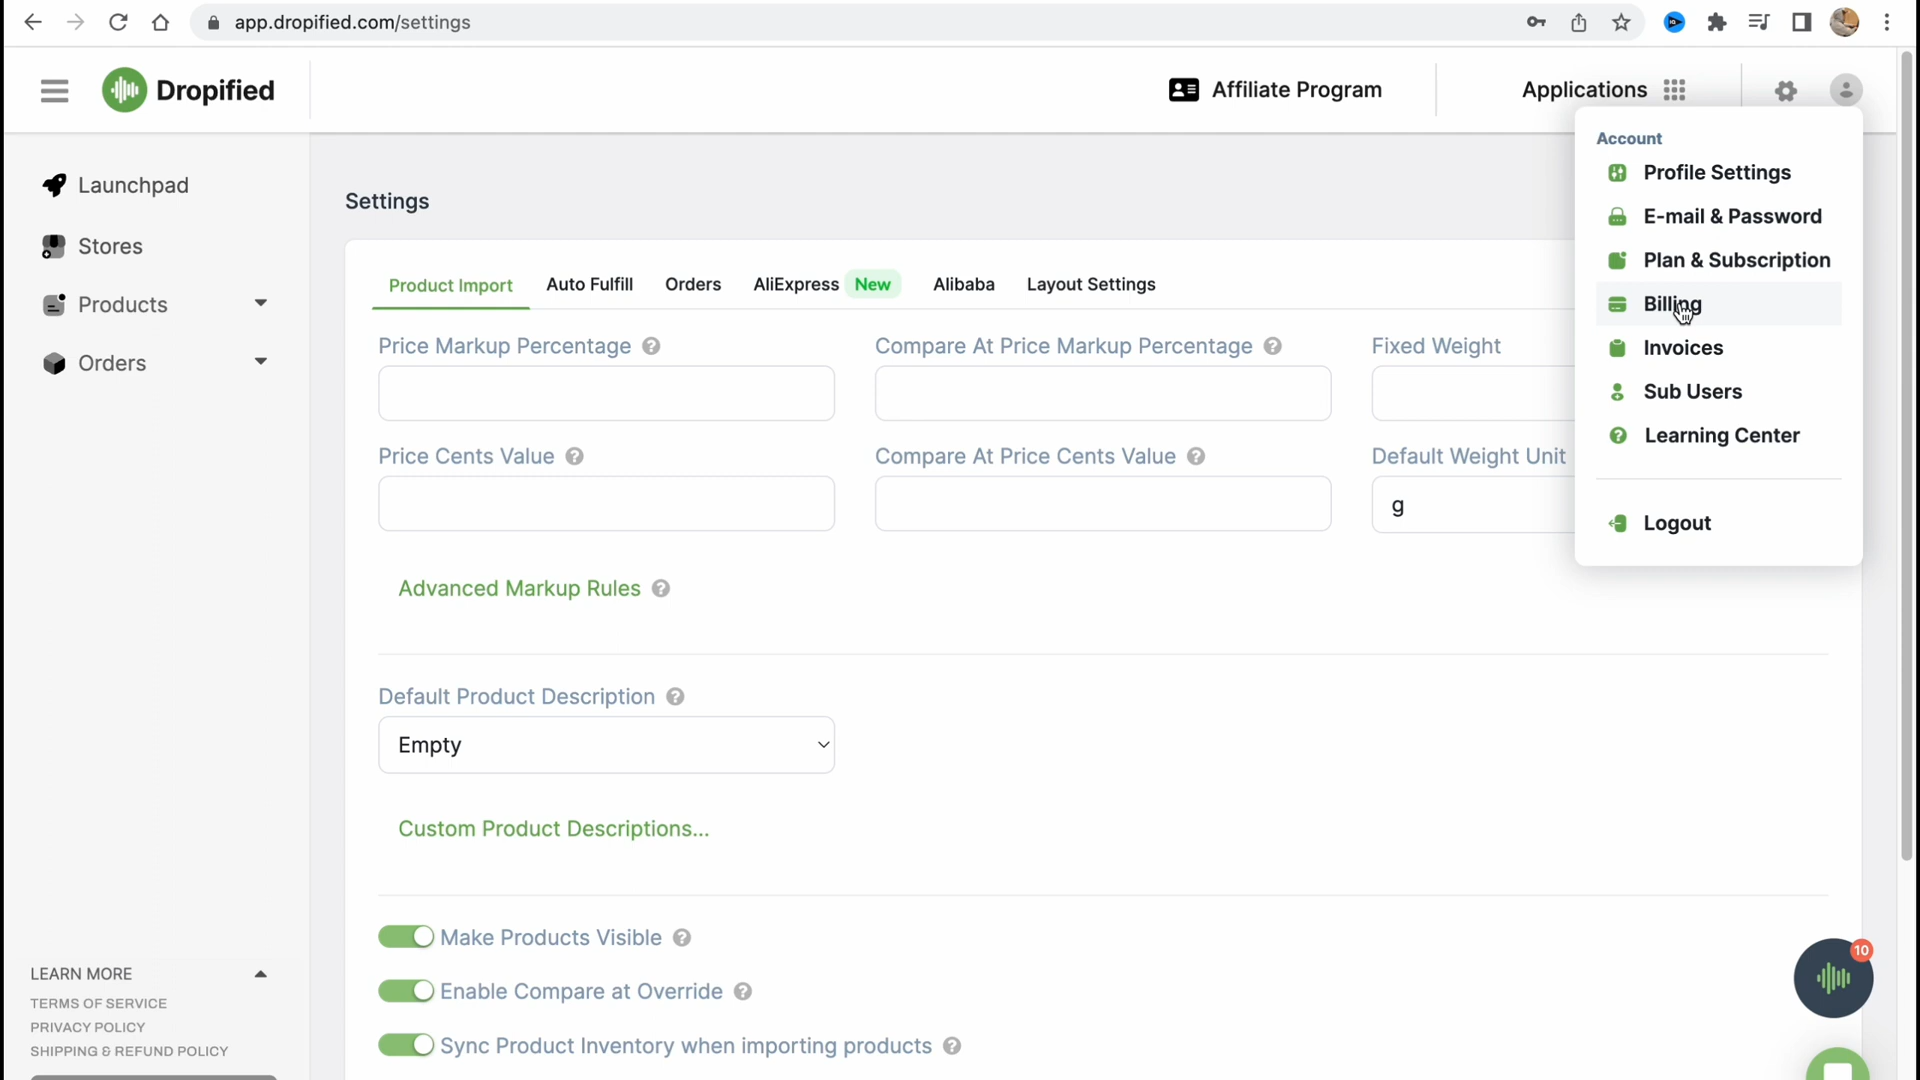 app.dropified.com/settings
Dropified
Affiliate Program
Applications
Launchpad
Stores
Products
Orders
Settings
Product Import
Auto Fulfill
Orders
AliExpress
New
Alibaba
Layout Settings
Price Markup Percentage
Compare At Price Markup Percentage
Fixed Weight
Price Cents Value
Compare At Price Cents Value
Default Weight Unit
g
Advanced Markup Rules
Default Product Description
Empty
Custom Product Descriptions...
Make Products Visible
Enable Compare at Override
Sync Product Inventory when importing products
Account
Profile Settings
E-mail & Password
Plan & Subscription
Billing
Invoices
Sub Users
Learning Center
Logout
10
LEARN MORE
TERMS OF SERVICE
PRIVACY POLICY
SHIPPING & REFUND POLICY